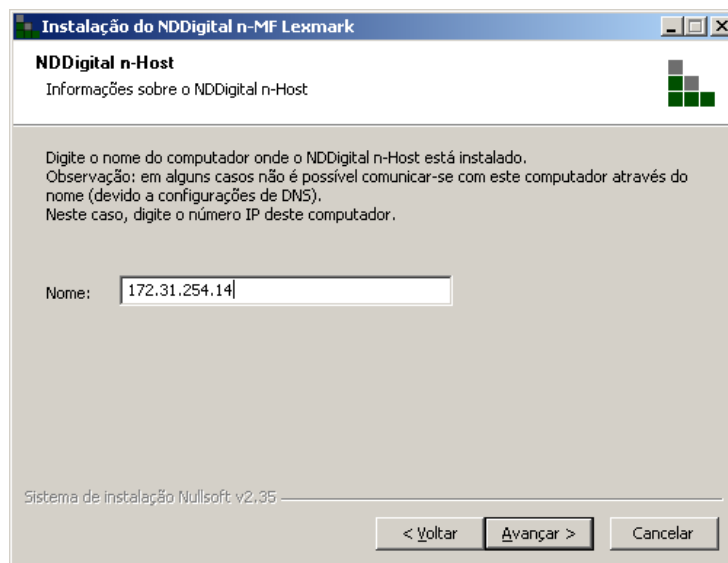 Instalação do NDDigital n-MF Lexmark
NDDigital n-Host
Informações sobre o NDDigital n-Host
Digite o nome do computador onde o NDDigital n-Host está instalado.
Observação: em alguns casos não é possível comunicar-se com este computador através do
nome (devido a configurações de DNS).
Neste caso, digite o número IP deste computador.
Nome: 172.31.254.14
Sistema de instalação Nullsoft v2.35
< Voltar Avançar > Cancelar